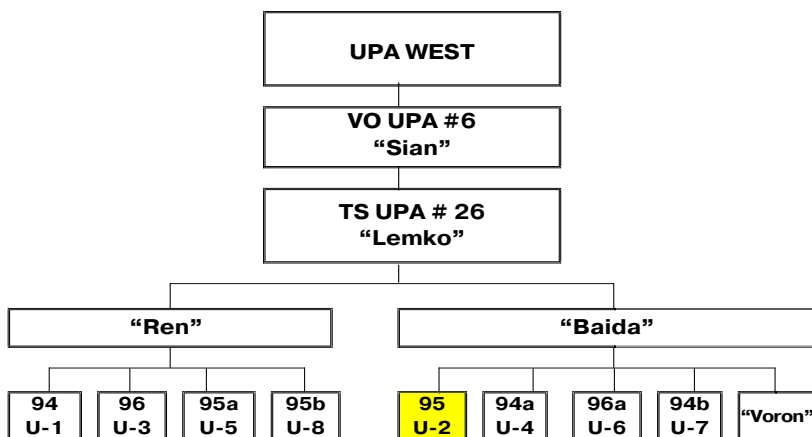 UPA WEST
VO UPA #6
“Sian”
TS UPA # 26
“Lemko”
“Ren”
“Baida”
94
U-1
96
U-3
95a
U-5
95b
U-8
95
U-2
94a
U-4
96a
U-6
94b
U-7
“Voron”